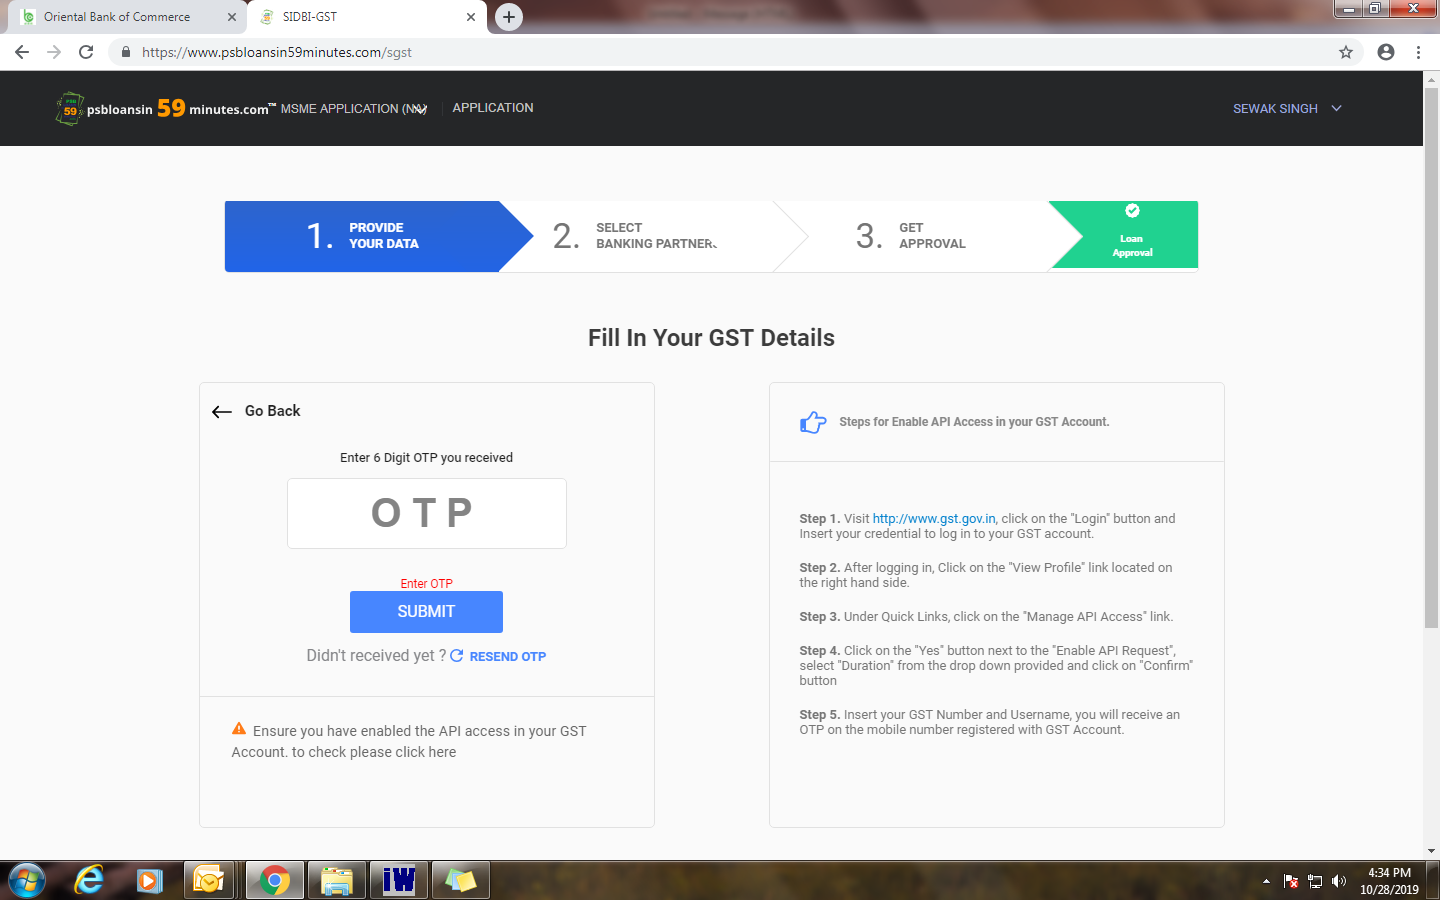 Oriental Bank of Commerce
SIDBI-GST
https://www.psbloansin59minutes.com/sgst
PSB
59
psbloansin 59 minutes.com™
MSME APPLICATION
APPLICATION
SEWAK SINGH
1. PROVIDE
YOUR DATA
2. SELECT
BANKING PARTNER
3. GET
APPROVAL
Loan
Approval
Fill In Your GST Details
Go Back
Enter 6 Digit OTP you received
OTP
Enter OTP
SUBMIT
Didn't received yet ? RESEND OTP
Ensure you have enabled the API access in your GST
Account. to check please click here
Steps for Enable API Access in your GST Account.
Step 1. Visit http://www.gst.gov.in, click on the "Login" button and
Insert your credential to log in to your GST account.
Step 2. After logging in, Click on the "View Profile" link located on
the right hand side.
Step 3. Under Quick Links, click on the "Manage API Access" link.
Step 4. Click on the "Yes" button next to the "Enable API Request",
select "Duration" from the drop down provided and click on "Confirm"
button
Step 5. Insert your GST Number and Username, you will receive an
OTP on the mobile number registered with GST Account.
iW
4:34 PM
10/28/2019